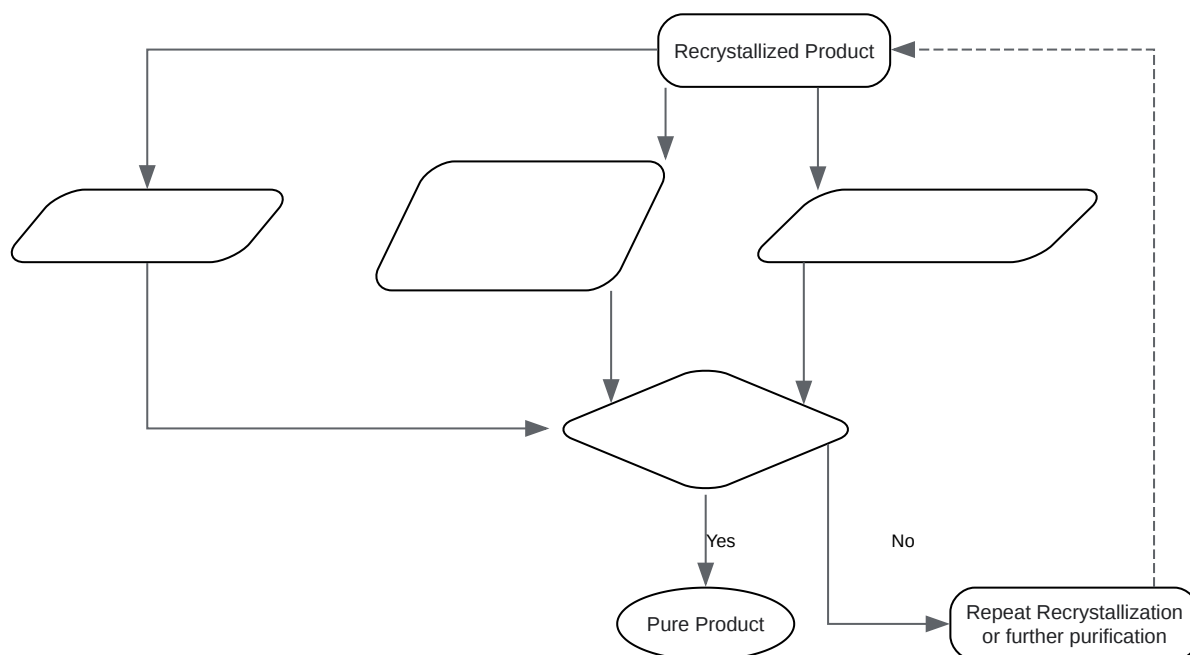 Recrystallized Product
Yes
No
Pure Product
Repeat Recrystallization
or further purification